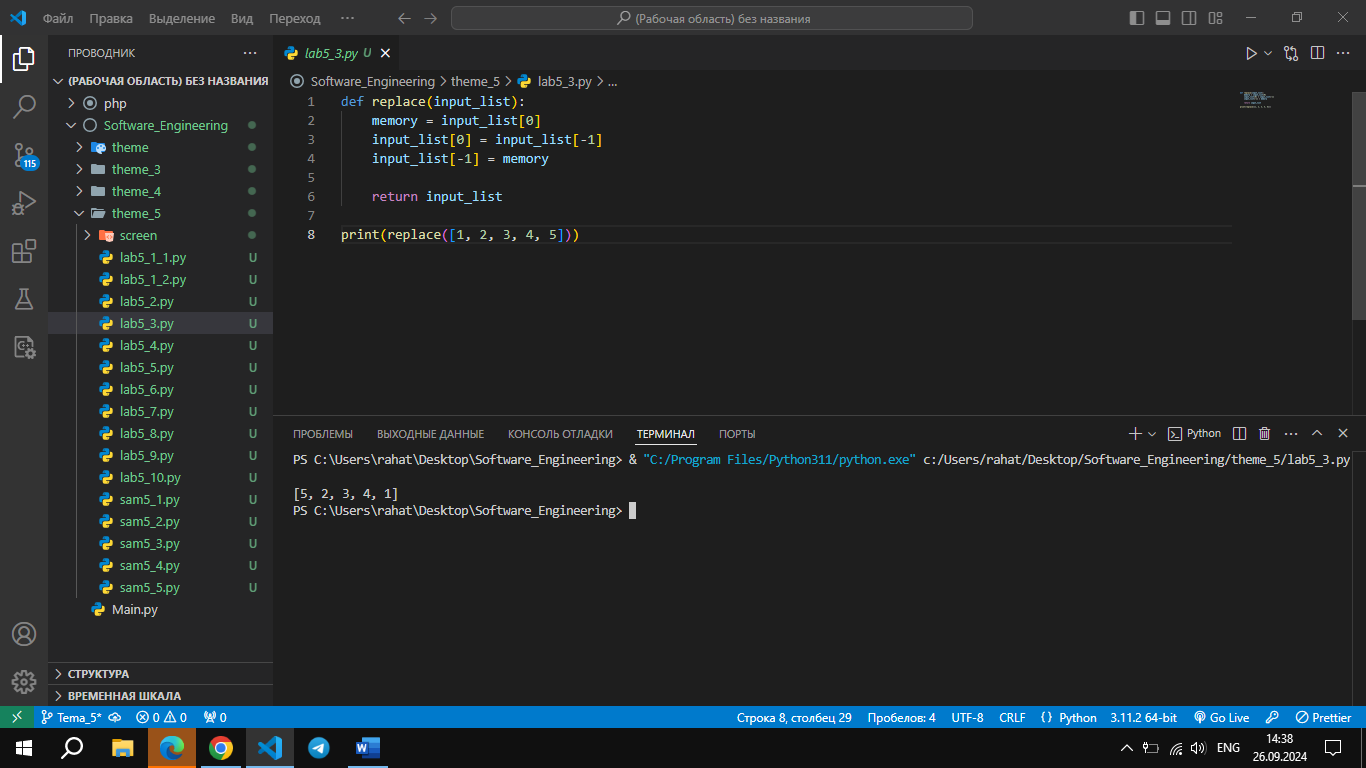 Файл Правка Выделение Вид Переход ··· (Рабочая область) без названия
ПРОВОДНИК ···
(РАБОЧАЯ ОБЛАСТЬ) БЕЗ НАЗВАНИЯ
php
Software_Engineering
theme
theme_3
theme_4
theme_5
screen
lab5_1_1.py U
lab5_1_2.py U
lab5_2.py U
lab5_3.py U
lab5_4.py U
lab5_5.py U
lab5_6.py U
lab5_7.py U
lab5_8.py U
lab5_9.py U
lab5_10.py U
sam5_1.py U
sam5_2.py U
sam5_3.py U
sam5_4.py U
sam5_5.py U
Main.py
СТРУКТУРА
ВРЕМЕННАЯ ШКАЛА
115
lab5_3.py U
Software_Engineering > theme_5 > lab5_3.py > ...
1 def replace(input_list):
2 memory = input_list[0]
3 input_list[0] = input_list[-1]
4 input_list[-1] = memory
5
6 return input_list
7
8 print(replace([1, 2, 3, 4, 5]))
ПРОБЛЕМЫ ВЫХОДНЫЕ ДАННЫЕ КОНСОЛЬ ОТЛАДКИ ТЕРМИНАЛ ПОРТЫ Python ···
PS C:\Users\rahat\Desktop\Software_Engineering> & "C:/Program Files/Python311/python.exe" c:/Users/rahat/Desktop/Software_Engineering/theme_5/lab5_3.py
[5, 2, 3, 4, 1]
PS C:\Users\rahat\Desktop\Software_Engineering>
Tema_5* 0 0 0 Строка 8, столбец 29 Пробелов: 4 UTF-8 CRLF Python 3.11.2 64-bit Go Live Prettier
ENG 14:38
26.09.2024